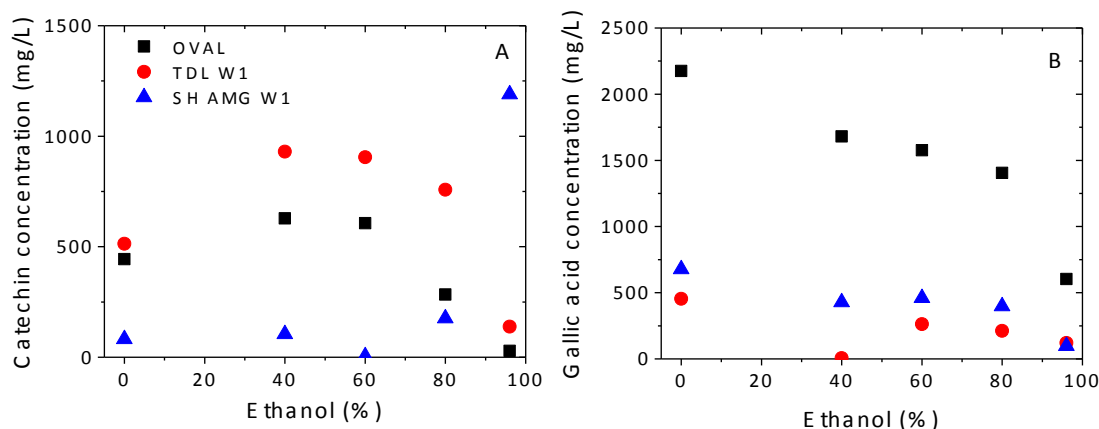 A
OVAL
TDL W1
SH AMG W1
1500
1000
500
0
Catechin concentration (mg/L)
0 20 40 60 80 100
Ethanol (%)
B
2500
2000
1500
1000
500
0
Gallic acid concentration (mg/L)
0 20 40 60 80 100
Ethanol (%)